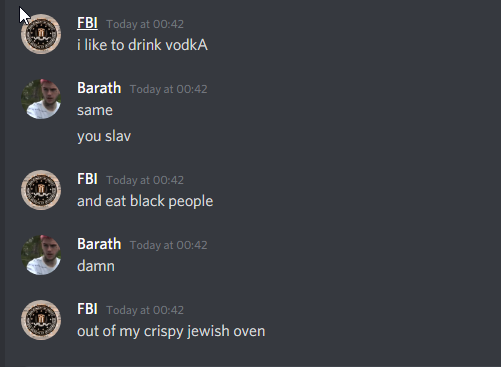 FBI Today at 00:42
i like to drink vodkA
Barath Today at 00:42
same
you slav
FBI Today at 00:42
and eat black people
Barath Today at 00:42
damn
FBI Today at 00:42
out of my crispy jewish oven